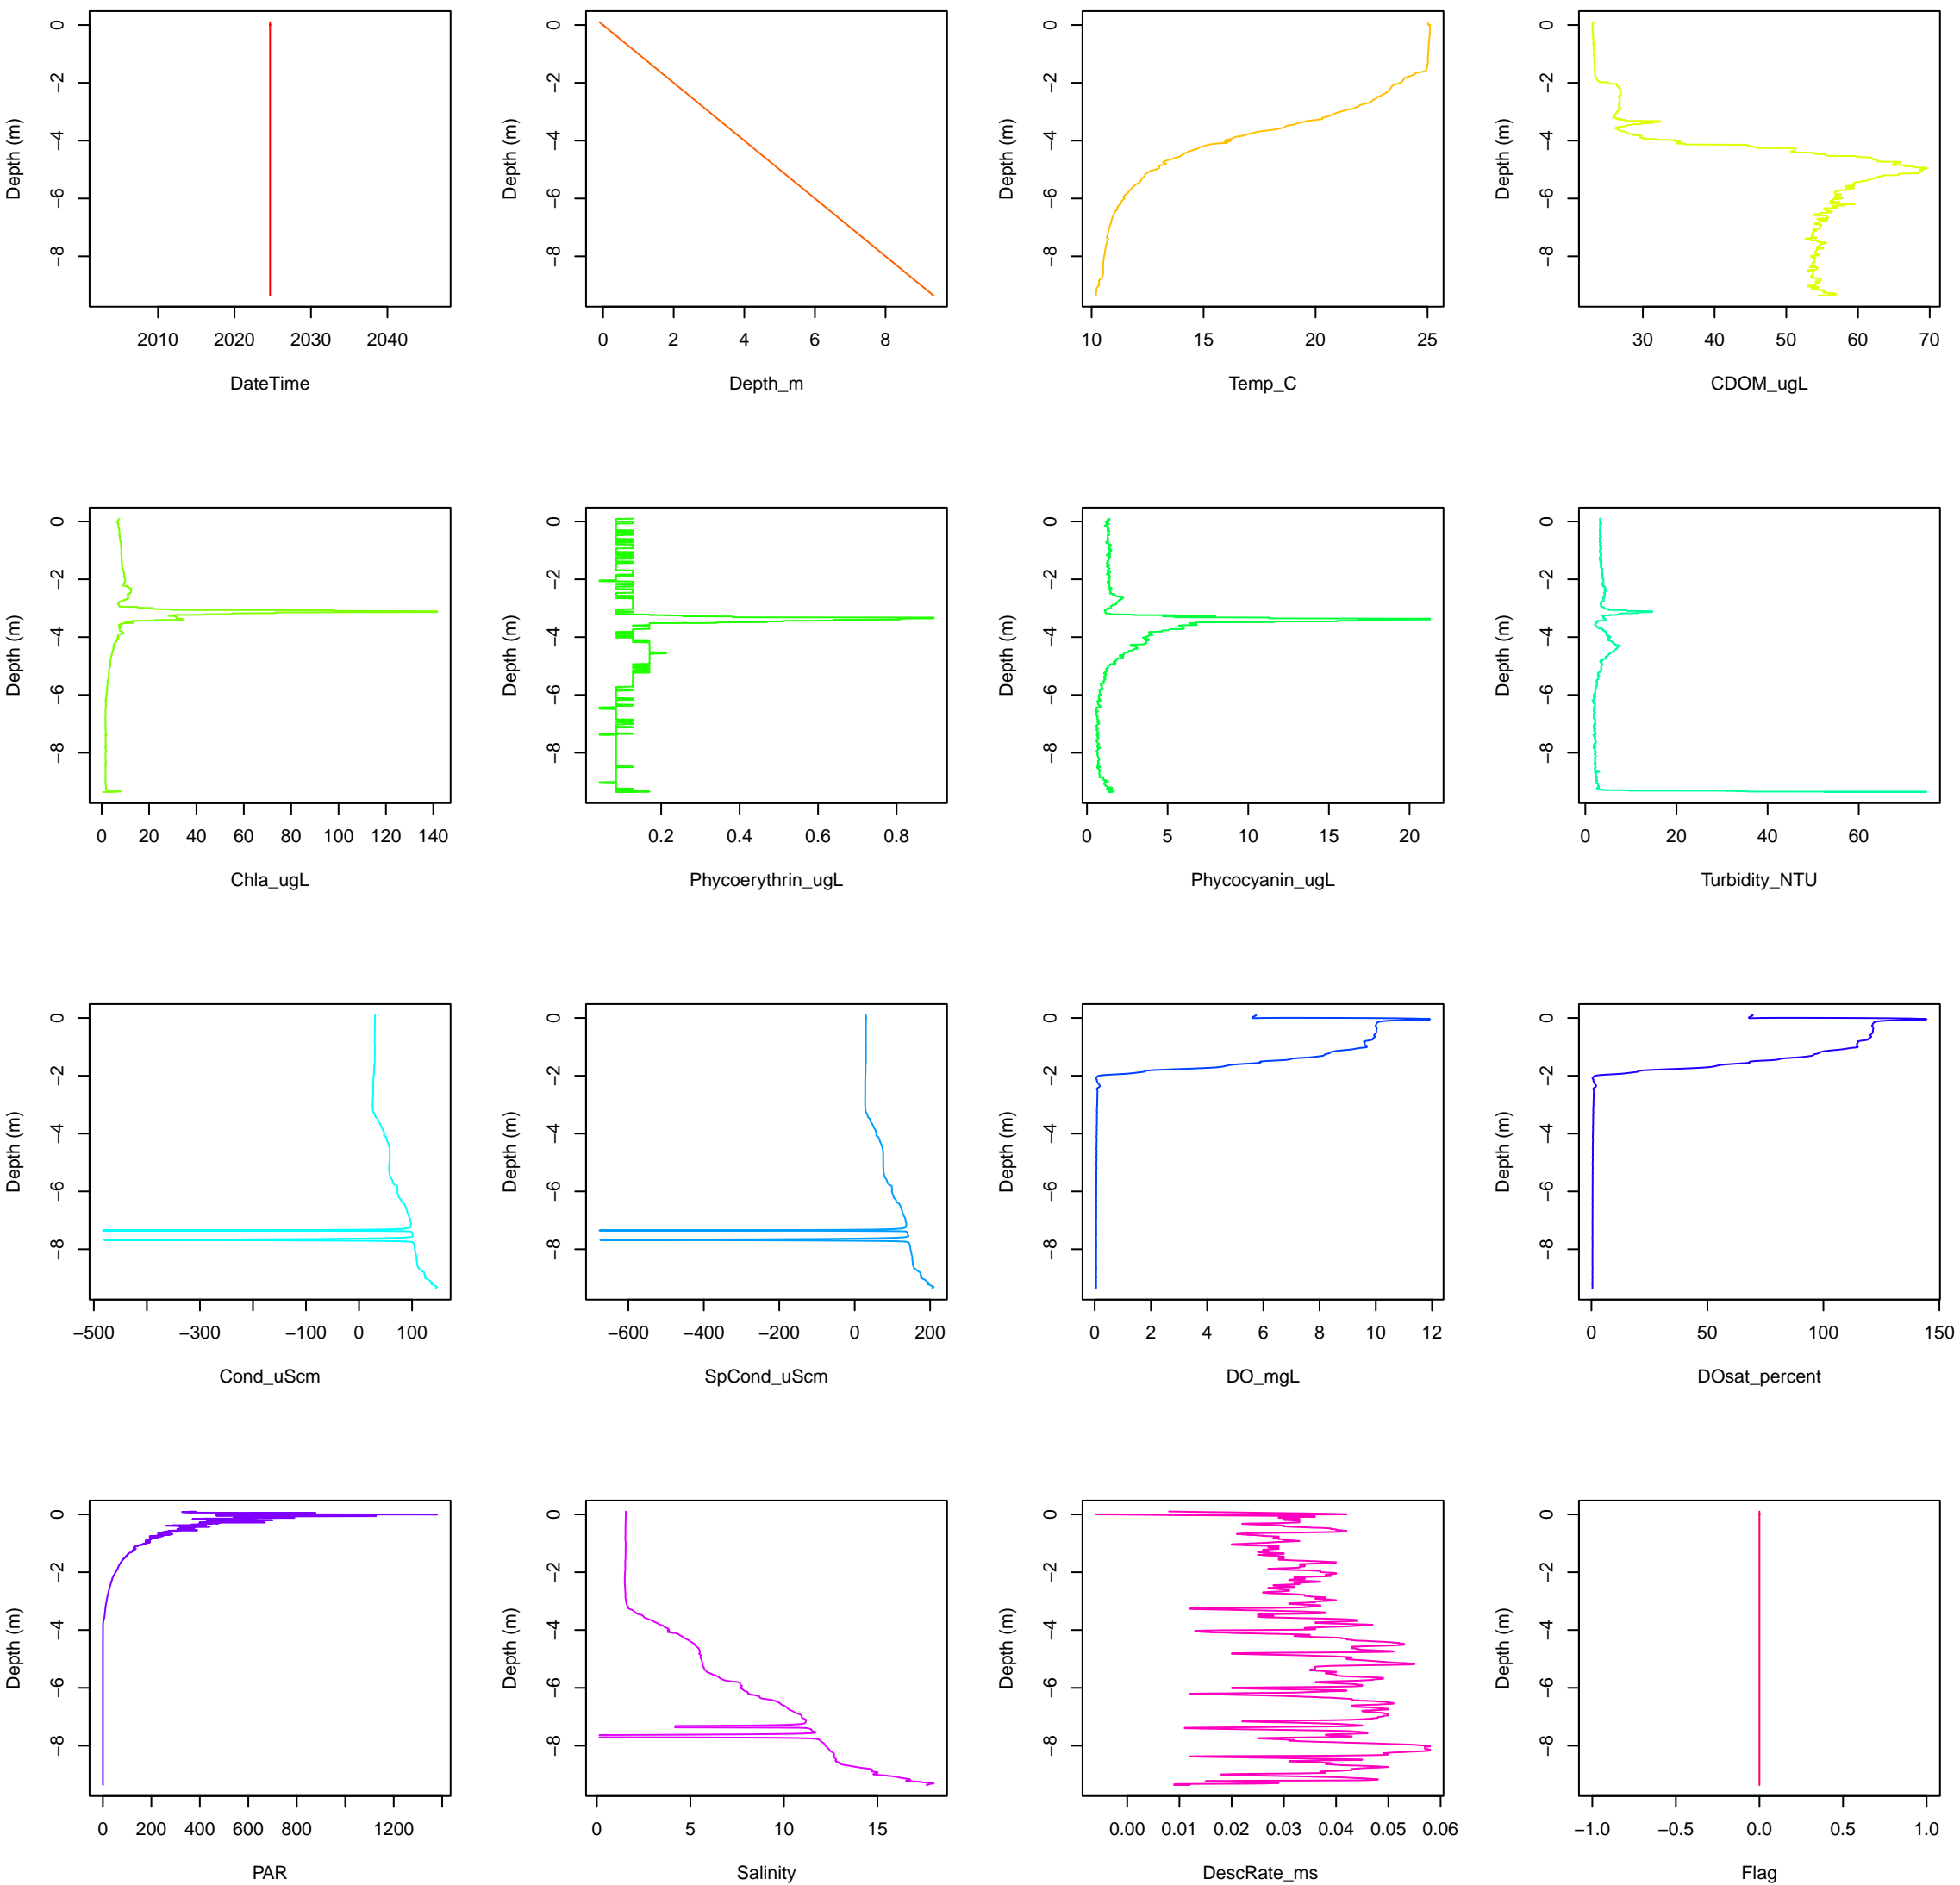 Depth (m)
0
−2
−4
−6
−8
2010 2020 2030 2040
DateTime
Depth (m)
0
−2
−4
−6
−8
0 2 4 6 8
Depth_m
Depth (m)
0
−2
−4
−6
−8
10 15 20 25
Temp_C
Depth (m)
0
−2
−4
−6
−8
30 40 50 60 70
CDOM_ugL
Depth (m)
0
−2
−4
−6
−8
0 20 40 60 80 100 120 140
Chla_ugL
Depth (m)
0
−2
−4
−6
−8
0.2 0.4 0.6 0.8
Phycoerythrin_ugL
Depth (m)
0
−2
−4
−6
−8
0 5 10 15 20
Phycocyanin_ugL
Depth (m)
0
−2
−4
−6
−8
0 20 40 60
Turbidity_NTU
Depth (m)
0
−2
−4
−6
−8
−500 −300 −100 0 100
Cond_uScm
Depth (m)
0
−2
−4
−6
−8
−600 −400 −200 0 200
SpCond_uScm
Depth (m)
0
−2
−4
−6
−8
0 2 4 6 8 10 12
DO_mgL
Depth (m)
0
−2
−4
−6
−8
0 50 100 150
DOsat_percent
Depth (m)
0
−2
−4
−6
−8
0 200 400 600 800 1200
PAR
Depth (m)
0
−2
−4
−6
−8
0 5 10 15
Salinity
Depth (m)
0
−2
−4
−6
−8
0.00 0.01 0.02 0.03 0.04 0.05 0.06
DescRate_ms
Depth (m)
0
−2
−4
−6
−8
−1.0 −0.5 0.0 0.5 1.0
Flag